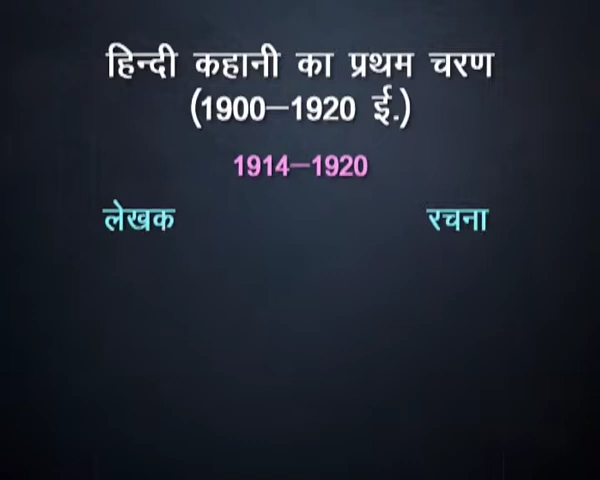 हिन्दी कहानी का प्रथम चरण
(1900–1920 ई.)
1914–1920
लेखक रचना